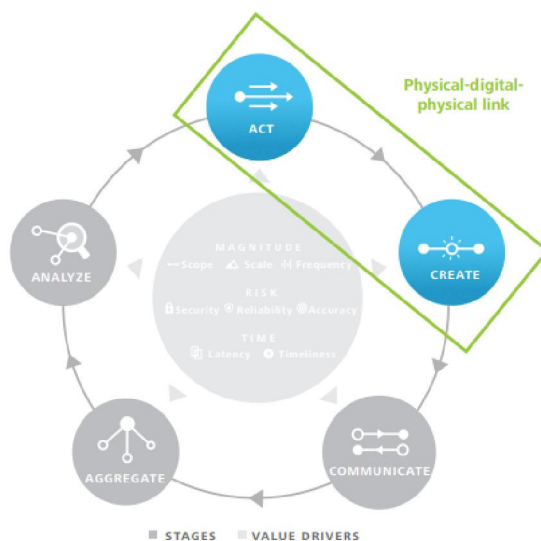 Physical-digital-
physical link
ACT
ANALYZE
CREATE
MAGNITUDE
Scope Scale Frequency
RISK
Security Reliability Accuracy
TIME
Latency Timeliness
AGGREGATE
COMMUNICATE
STAGES VALUE DRIVERS